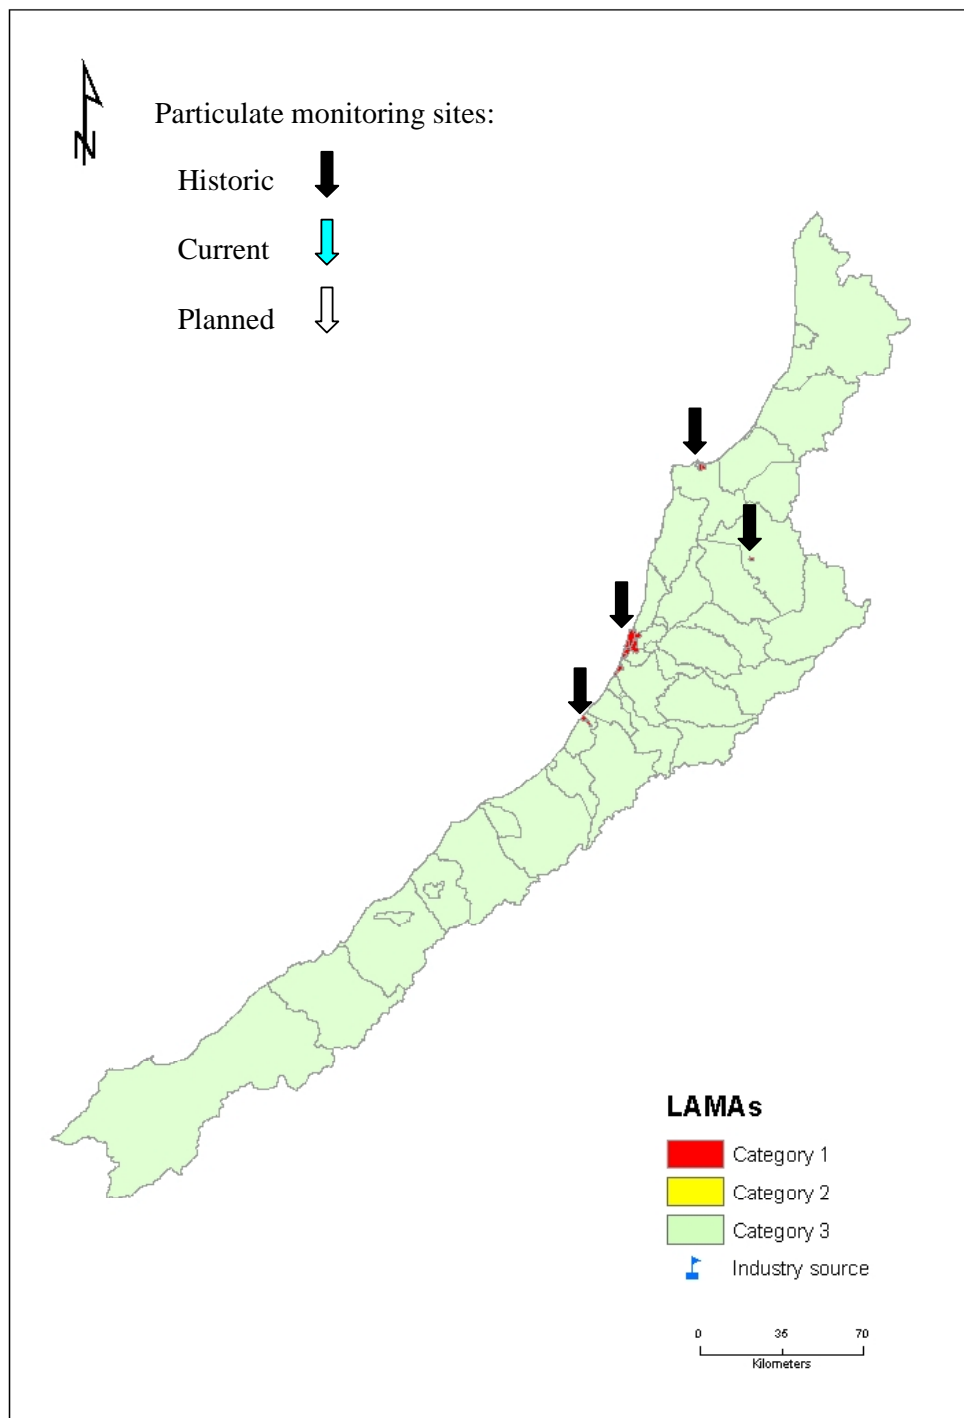 N
Particulate monitoring sites:
Historic
Current
Planned
LAMAs
Category 1
Category 2
Category 3
Industry source
0 35 70
Kilometers